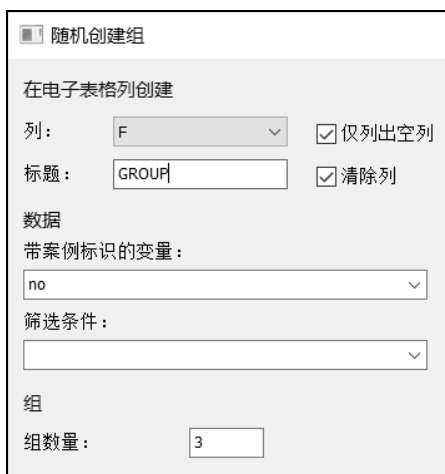 随机创建组
在电子表格列创建
列： F 仅列出空列
标题： GROUP 清除列
数据
带案例标识的变量：
no
筛选条件：
组
组数量： 3